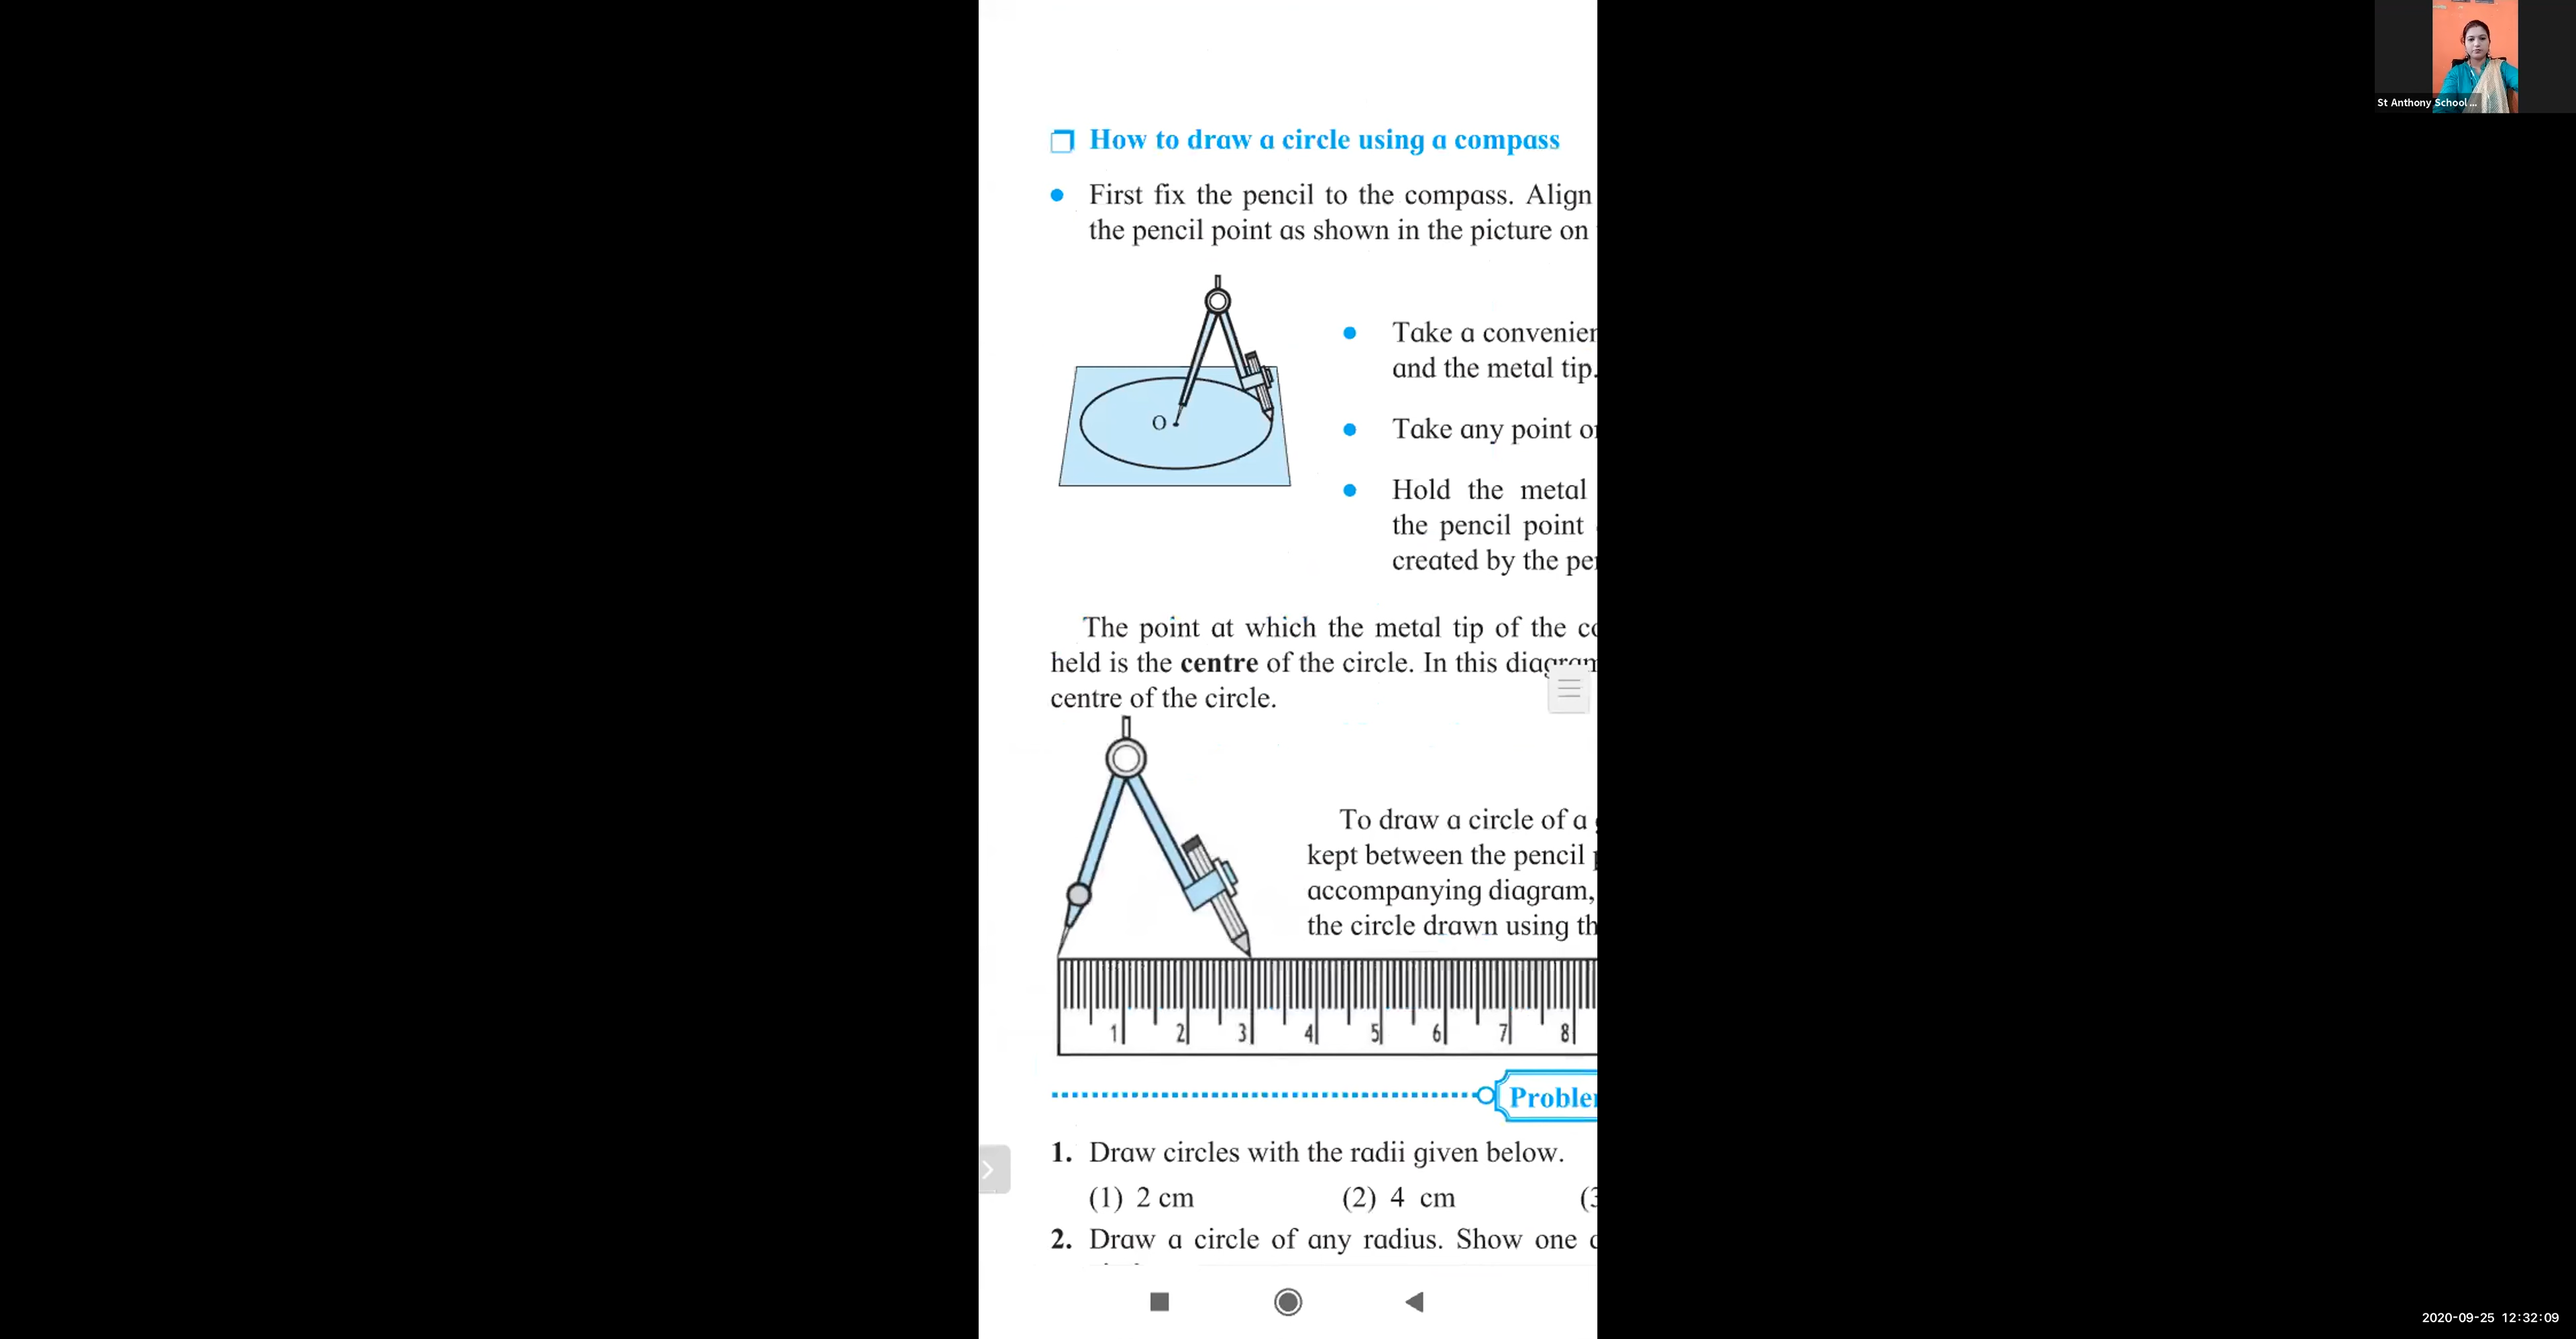 St Anthony School...
How to draw a circle using a compass
First fix the pencil to the compass. Align
the pencil point as shown in the picture on
Take a convenien
and the metal tip.
Take any point o
Hold the metal
the pencil point
created by the pe
O
The point at which the metal tip of the co
held is the centre of the circle. In this diagram
centre of the circle.
To draw a circle of a
kept between the pencil
accompanying diagram,
the circle drawn using th
1 2 3 4 5 6 7 8
Proble
1. Draw circles with the radii given below.
(1) 2 cm (2) 4 cm (3
2. Draw a circle of any radius. Show one
2020-09-25 12:32:09